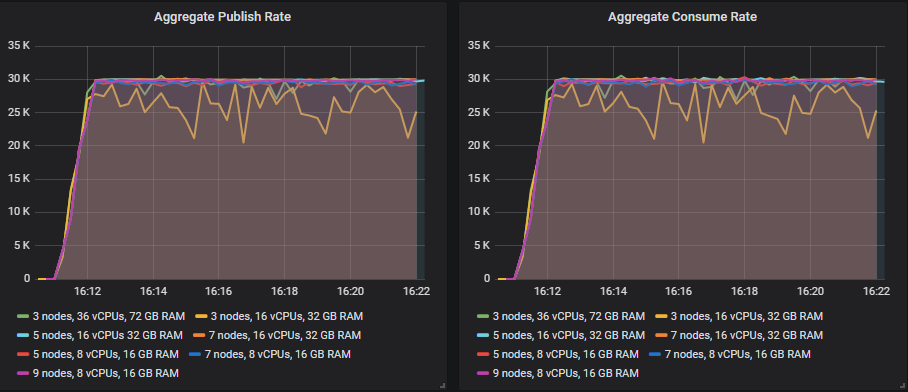 Aggregate Publish Rate
35 K
30 K
25 K
20 K
15 K
10 K
5 K
0
16:12 16:14 16:16 16:18 16:20 16:22
3 nodes, 36 vCPUs, 72 GB RAM 3 nodes, 16 vCPUs, 32 GB RAM
5 nodes, 16 vCPUs 32 GB RAM 7 nodes, 16 vCPUs, 32 GB RAM
5 nodes, 8 vCPUs, 16 GB RAM 7 nodes, 8 vCPUs, 16 GB RAM
9 nodes, 8 vCPUs, 16 GB RAM
Aggregate Consume Rate
35 K
30 K
25 K
20 K
15 K
10 K
5 K
0
16:12 16:14 16:16 16:18 16:20 16:22
3 nodes, 36 vCPUs, 72 GB RAM 3 nodes, 16 vCPUs, 32 GB RAM
5 nodes, 16 vCPUs 32 GB RAM 7 nodes, 16 vCPUs, 32 GB RAM
5 nodes, 8 vCPUs, 16 GB RAM 7 nodes, 8 vCPUs, 16 GB RAM
9 nodes, 8 vCPUs, 16 GB RAM